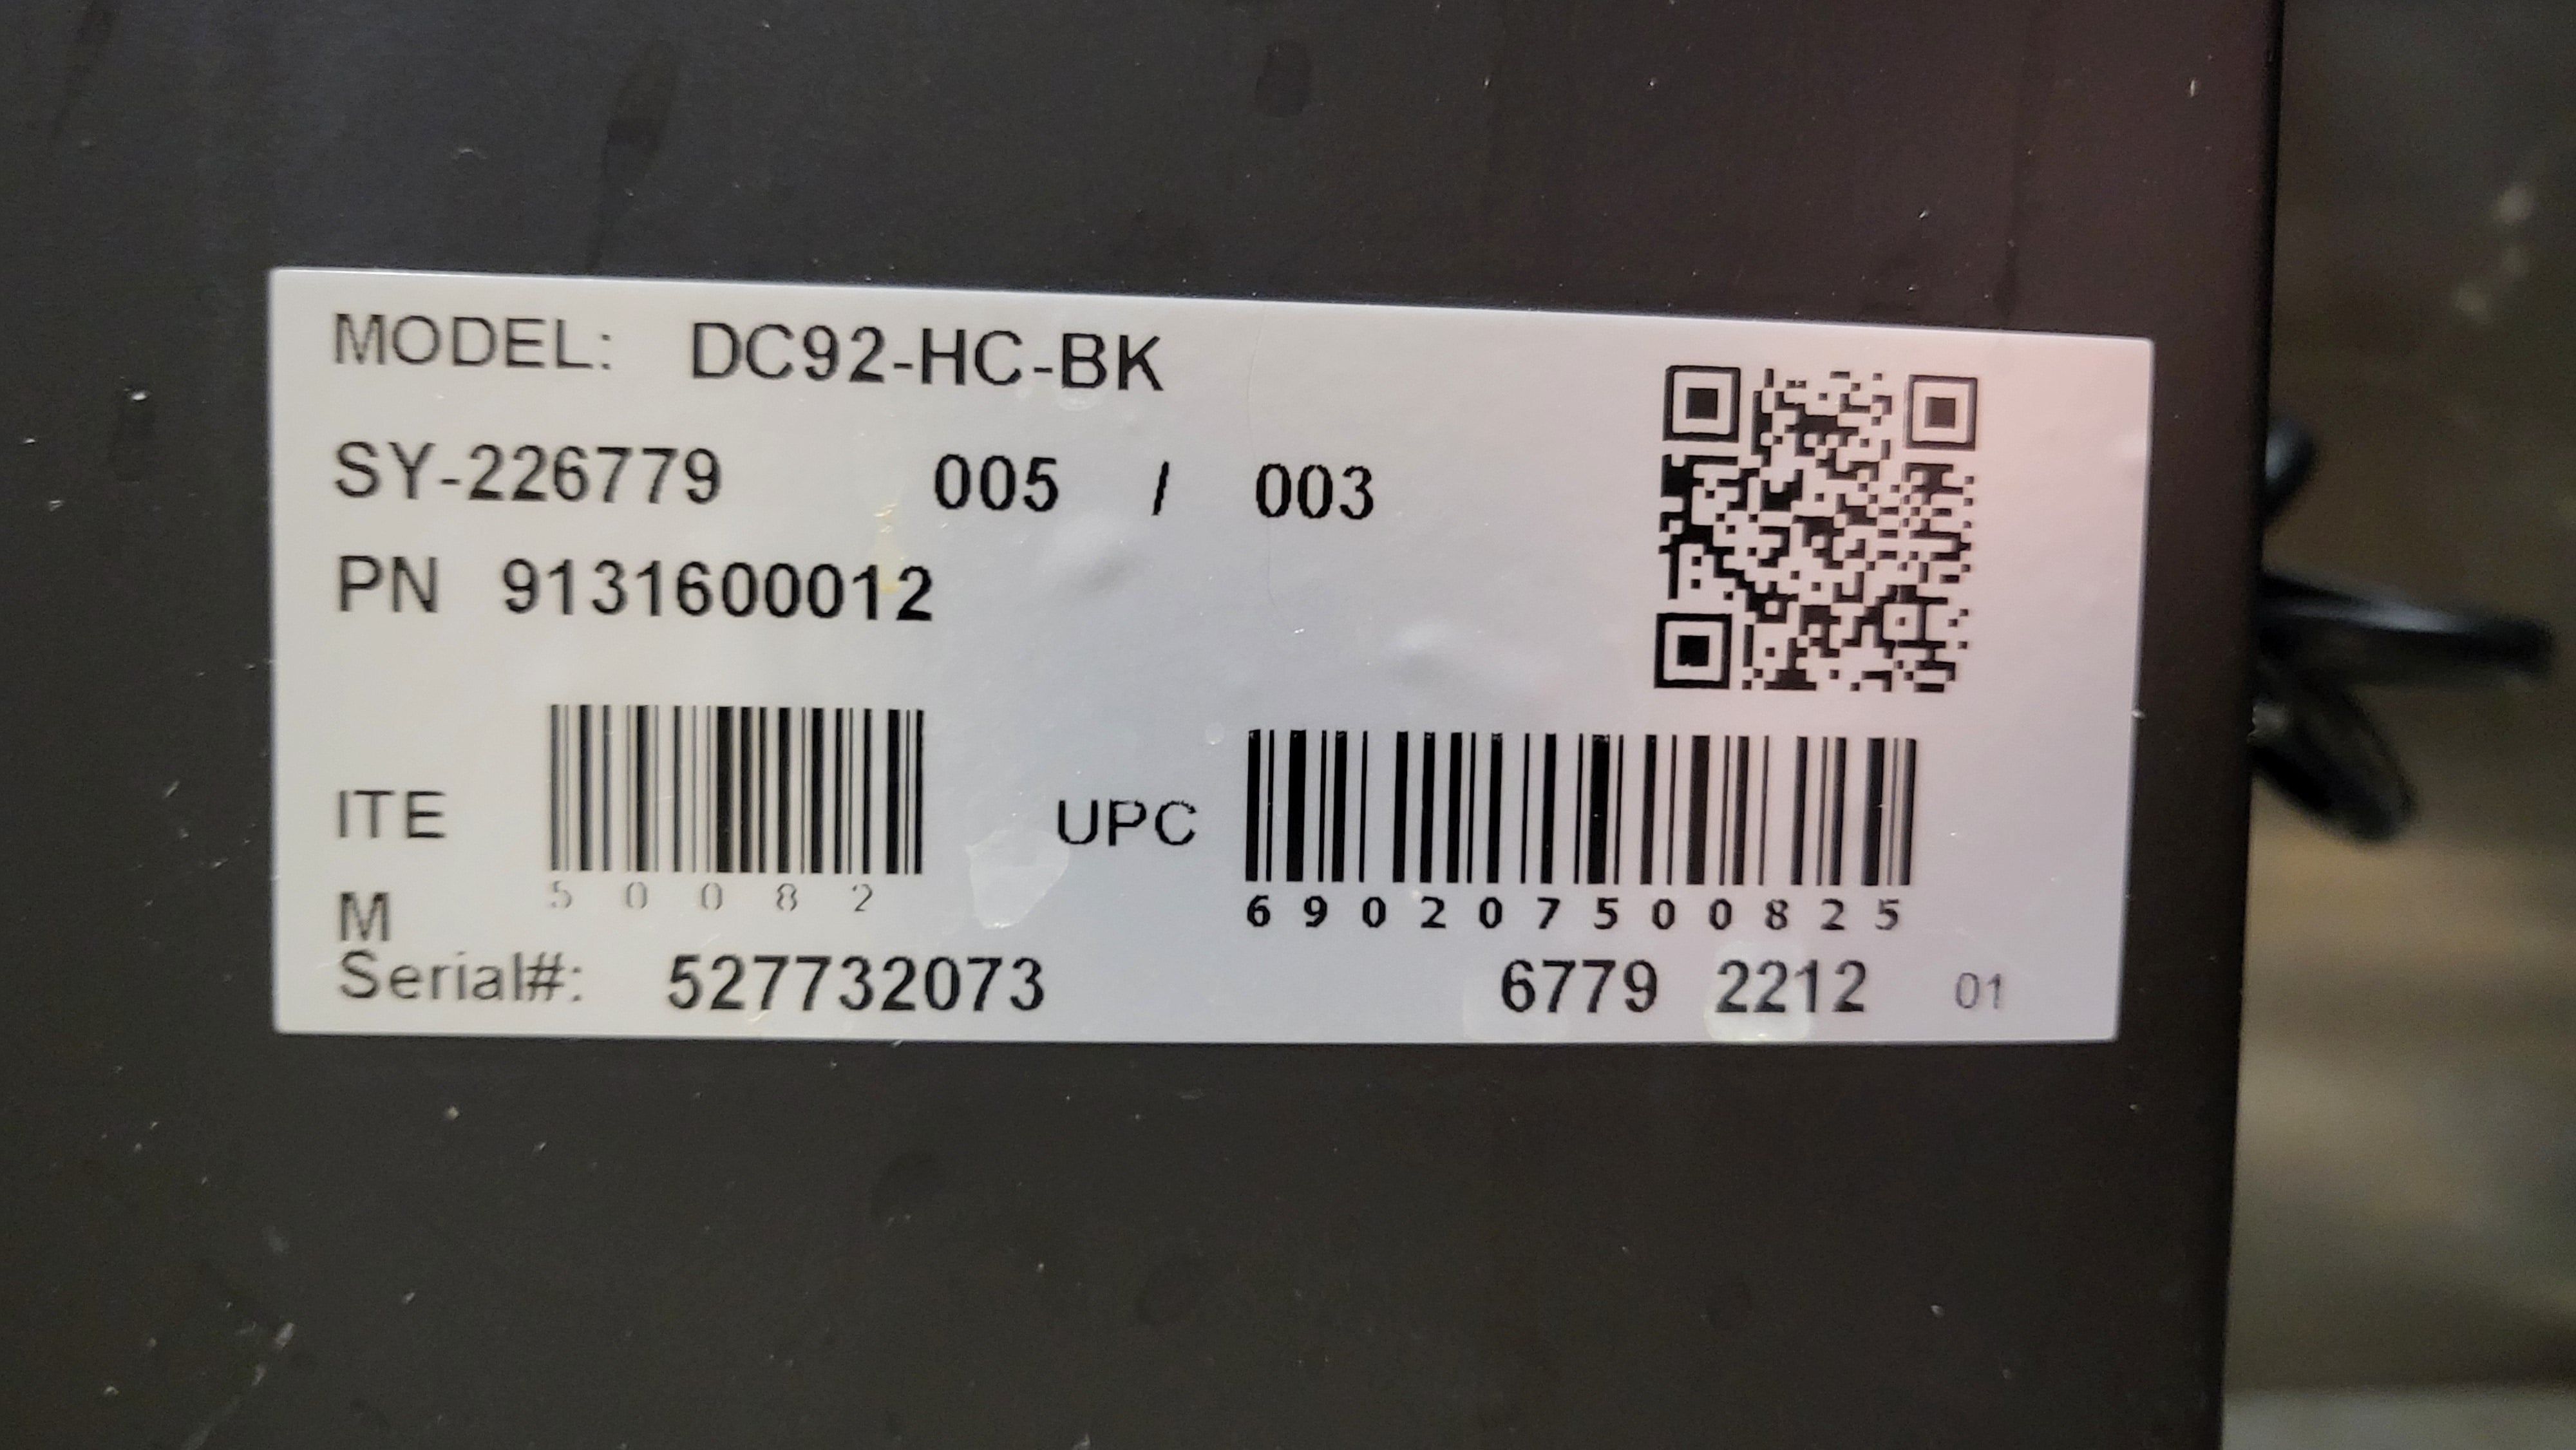 MODEL: DC92-HC-BK
SY-226779 005 / 003
PN 9131600012
ITE
M
50082
UPC
690207500825
Serial#: 527732073 6779 2212 01